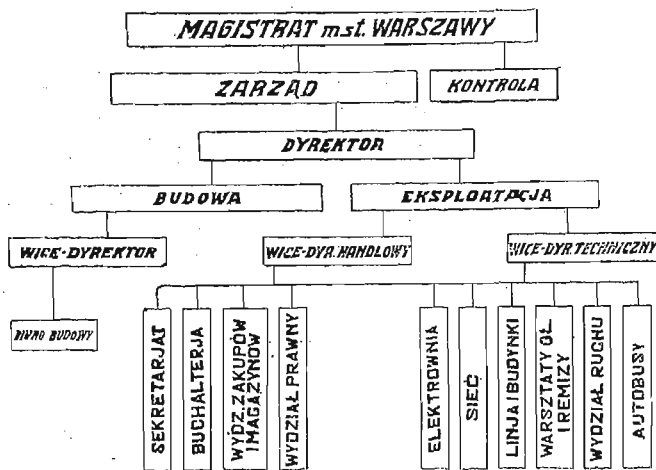 MAGISTRAT m.st. WARSZAWY
ZARZĄD
KONTROLA
DYREKTOR
BUDOWA
EKSPLOATACJA
WICE-DYREKTOR
WICE-DYR. HANDLOWY
WICE-DYR. TECHNICZNY
BIURO BUDOWY
SEKRETARJAT
BUCHALTERJA
WYDZ. ZAKUPÓW
I MAGAZYNÓW
WYDZIAŁ PRAWNY
ELEKTROWNIA
SIEĆ
LINJA I BUDYNKI
WARSZTATY GŁ.
I REMIZY
WYDZIAŁ RUCHU
AUTOBUSY